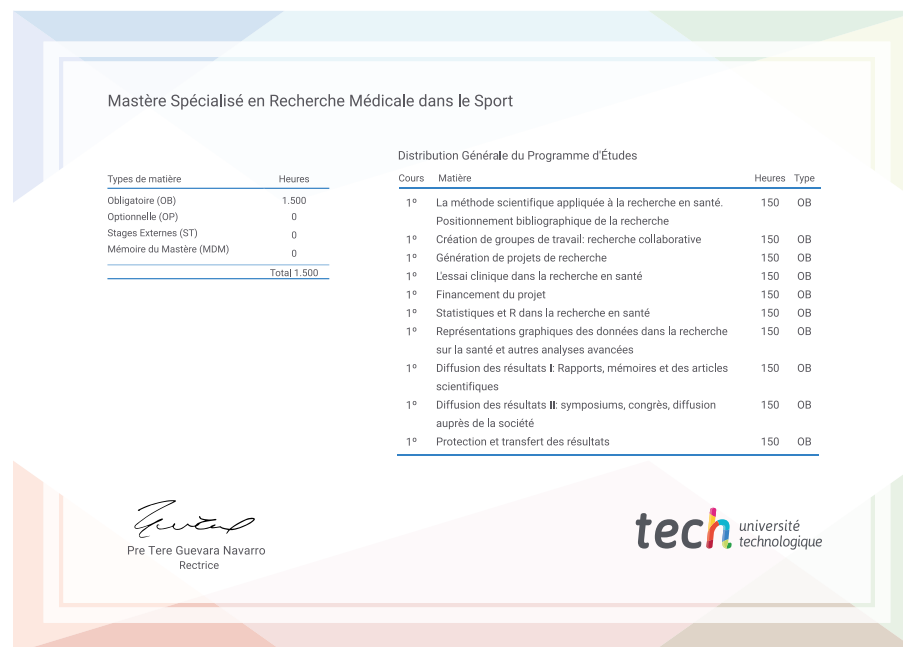 Mastère Spécialisé en Recherche Médicale dans le Sport
Types de matière Heures
Obligatoire (OB) 1.500
Optionnelle (OP) 0
Stages Externes (ST) 0
Mémoire du Mastère (MDM) 0
Total 1.500
Distribution Générale du Programme d'Études
Cours Matière Heures Type
1º La méthode scientifique appliquée à la recherche en santé. 150 OB
Positionnement bibliographique de la recherche
1º Création de groupes de travail: recherche collaborative 150 OB
1º Génération de projets de recherche 150 OB
1º L'essai clinique dans la recherche en santé 150 OB
1º Financement du projet 150 OB
1º Statistiques et R dans la recherche en santé 150 OB
1º Représentations graphiques des données dans la recherche 150 OB
sur la santé et autres analyses avancées
1º Diffusion des résultats I: Rapports, mémoires et des articles 150 OB
scientifiques
1º Diffusion des résultats II: symposiums, congrès, diffusion 150 OB
auprès de la société
1º Protection et transfert des résultats 150 OB
Pre Tere Guevara Navarro
Rectrice
tech université
technologique